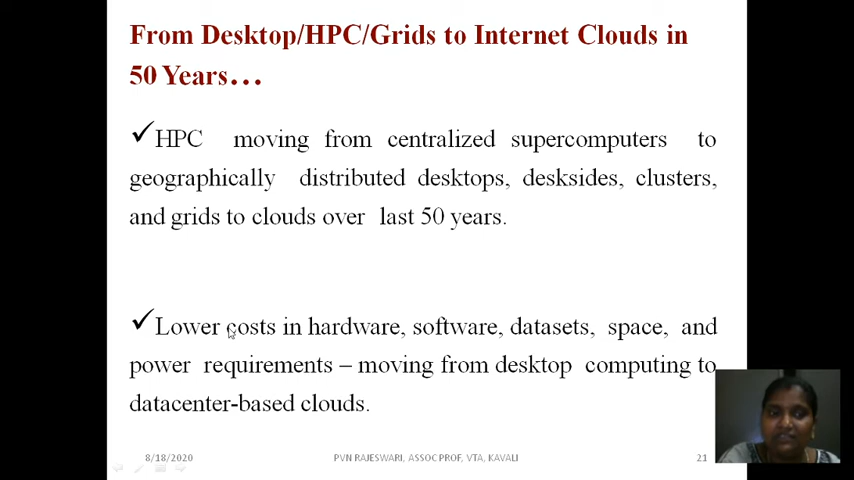 From Desktop/HPC/Grids to Internet Clouds in
50 Years…
✓HPC moving from centralized supercomputers to
geographically distributed desktops, desksides, clusters,
and grids to clouds over last 50 years.
✓Lower costs in hardware, software, datasets, space, and
power requirements – moving from desktop computing to
datacenter-based clouds.
8/18/2020 PVN RAJESWARI, ASSOC PROF, VTA, KAVALI 21